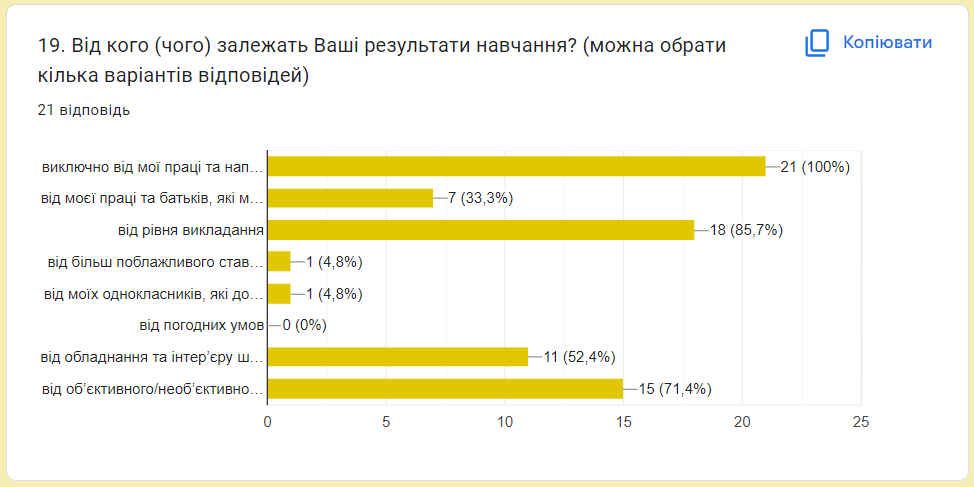 19. Від кого (чого) залежать Ваші результати навчання? (можна обрати
кілька варіантів відповідей)
Копіювати
21 відповідь
виключно від мої праці та нап… 21 (100%)
від моєї праці та батьків, які м… 7 (33,3%)
від рівня викладання 18 (85,7%)
від більш поблажливого став… 1 (4,8%)
від моїх однокласників, які до… 1 (4,8%)
від погодних умов 0 (0%)
від обладнання та інтер’єру ш… 11 (52,4%)
від об’єктивного/необ’єктивно… 15 (71,4%)
0 5 10 15 20 25